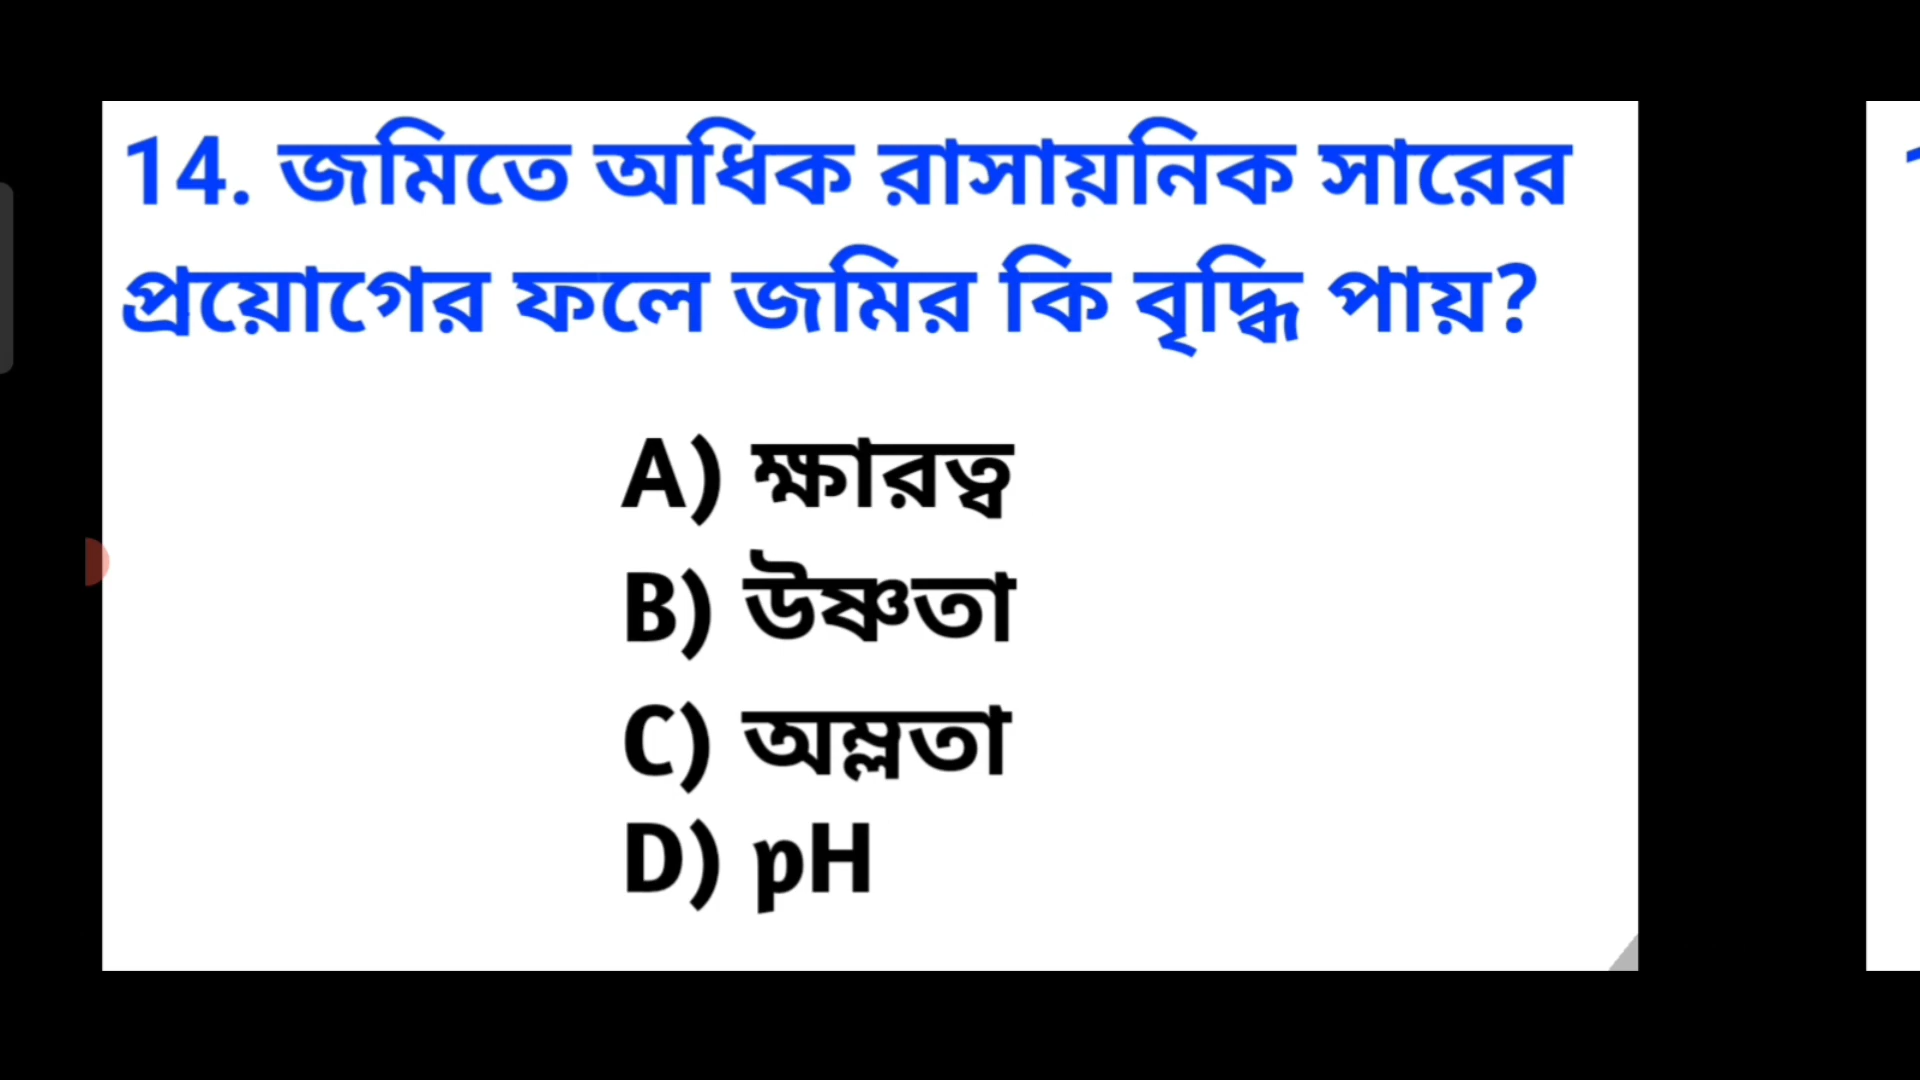 14. জমিতে অধিক রাসায়নিক সারের
প্রয়োগের ফলে জমির কি বৃদ্ধি পায়?
A) ক্ষারত্ব
B) উষ্ণতা
C) অম্লতা
D) pH